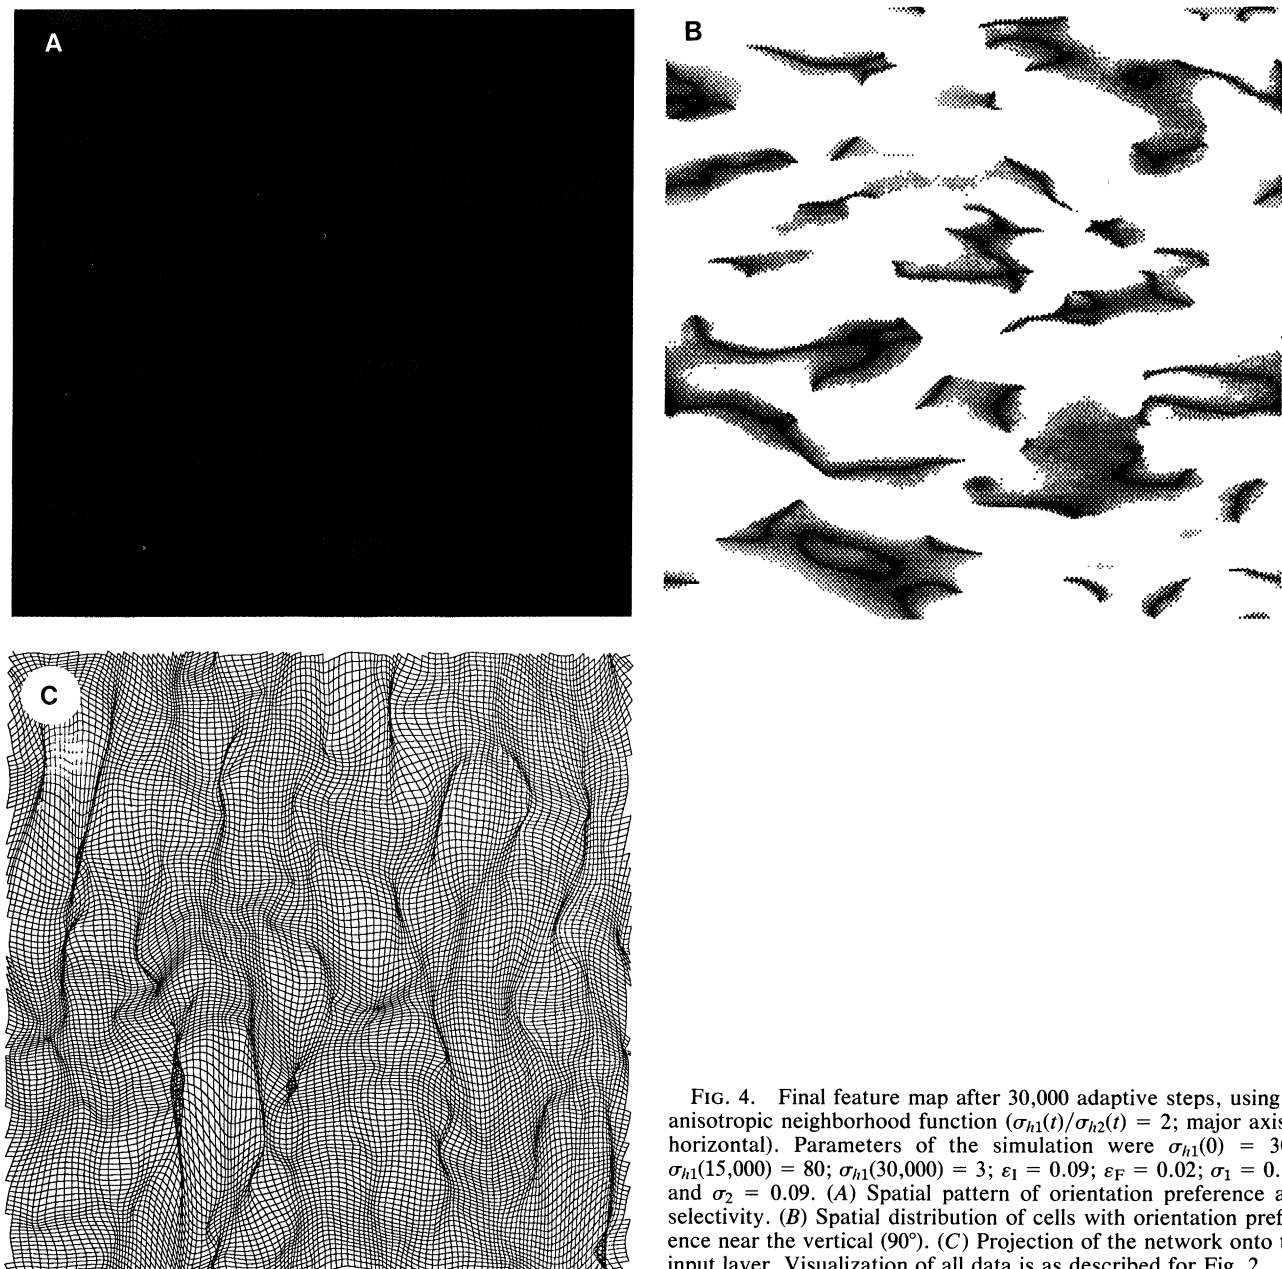 A
B
C
FIG. 4. Final feature map after 30,000 adaptive steps, using
anisotropic neighborhood function (σh1(t)/σh2(t) = 2; major axis
horizontal). Parameters of the simulation were σh1(0) =
σh1(15,000) = 80; σh1(30,000) = 3; εI = 0.09; εF = 0.02; σ1 = 0.
and σ2 = 0.09. (A) Spatial pattern of orientation preference
selectivity. (B) Spatial distribution of cells with orientation pref
ence near the vertical (90°). (C) Projection of the network onto
input layer. Visualization of all data is as described for Fig. 2.